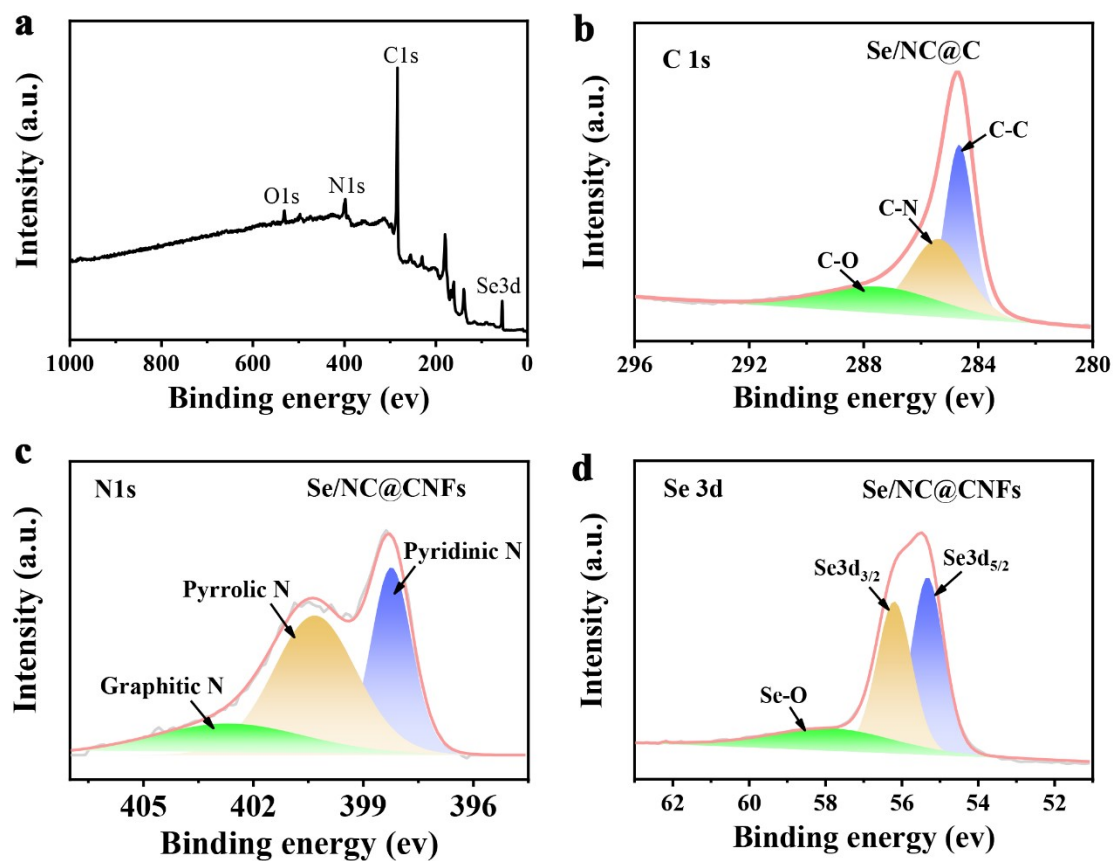 a
C1s
N1s
O1s
Se3d
Intensity (a.u.)
1000 800 600 400 200 0
Binding energy (ev)
b
C 1s
Se/NC@C
C-C
C-N
C-O
Intensity (a.u.)
296 292 288 284 280
Binding energy (ev)
c
N1s
Se/NC@CNFs
Pyridinic N
Pyrrolic N
Graphitic N
Intensity (a.u.)
405 402 399 396
Binding energy (ev)
d
Se 3d
Se/NC@CNFs
Se3d5/2
Se3d3/2
Se-O
Intensity (a.u.)
62 60 58 56 54 52
Binding energy (ev)